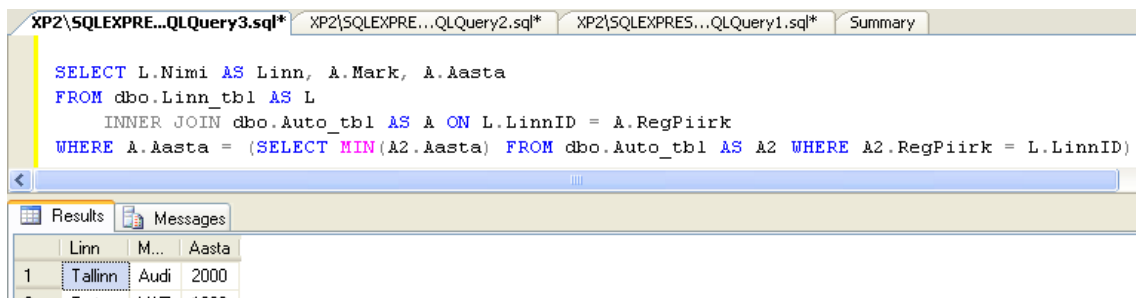 XP2\SQLEXPRE...QLQuery3.sql* XP2\SQLEXPRE...QLQuery2.sql* XP2\SQLEXPRES...QLQuery1.sql* Summary
SELECT L.Nimi AS Linn, A.Mark, A.Aasta
FROM dbo.Linn_tbl AS L
INNER JOIN dbo.Auto_tbl AS A ON L.LinnID = A.RegPiirk
WHERE A.Aasta = (SELECT MIN(A2.Aasta) FROM dbo.Auto_tbl AS A2 WHERE A2.RegPiirk = L.LinnID)
Results Messages
Linn M... Aasta
1 Tallinn Audi 2000